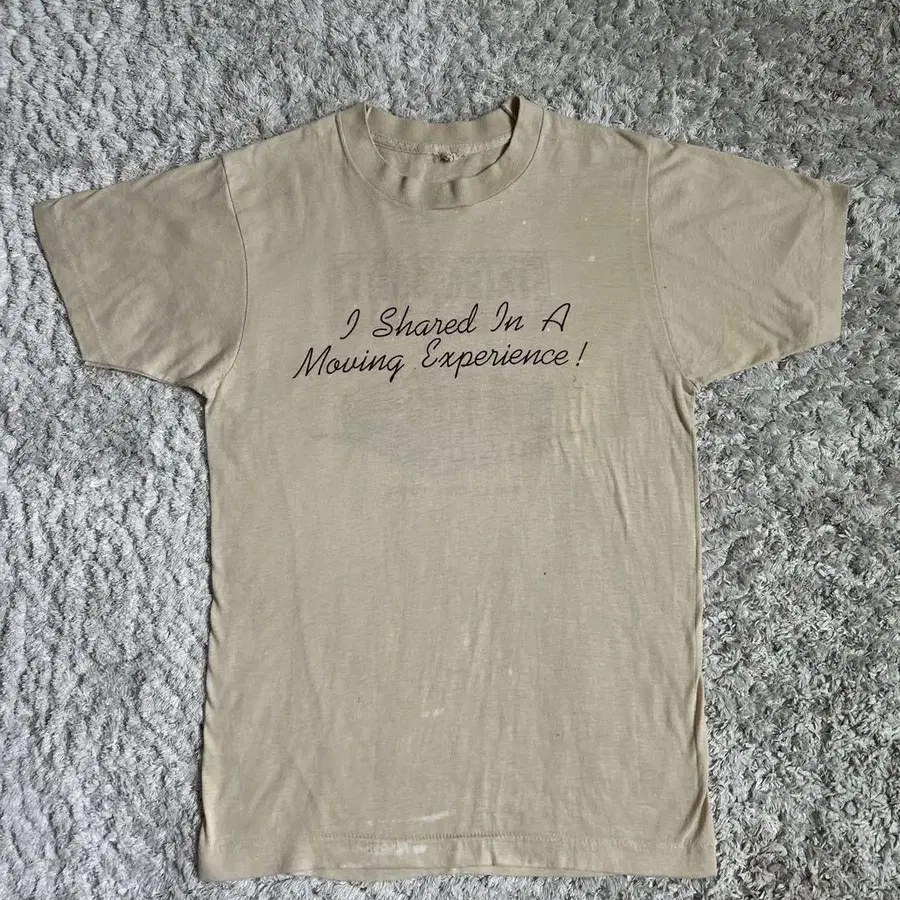 I Shared In A
Moving Experience!